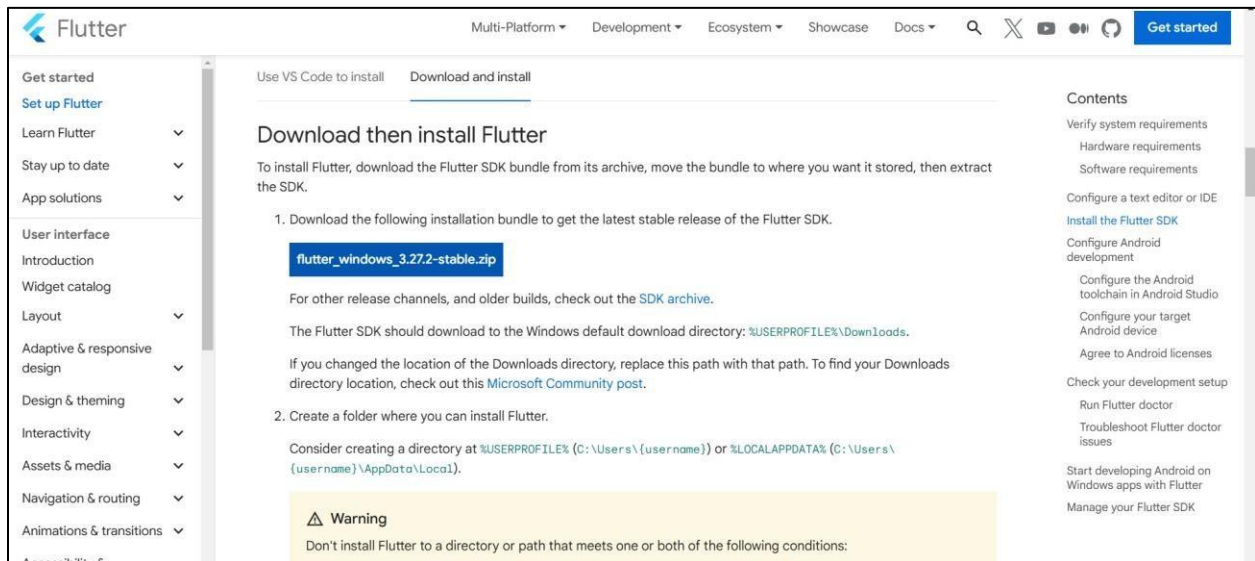 Flutter
Multi-Platform
Development
Ecosystem
Showcase
Docs
Get started
Get started
Set up Flutter
Learn Flutter
Stay up to date
App solutions
User interface
Introduction
Widget catalog
Layout
Adaptive & responsive
design
Design & theming
Interactivity
Assets & media
Navigation & routing
Animations & transitions
Use VS Code to install
Download and install
Download then install Flutter
To install Flutter, download the Flutter SDK bundle from its archive, move the bundle to where you want it stored, then extract
the SDK.
1. Download the following installation bundle to get the latest stable release of the Flutter SDK.
flutter_windows_3.27.2-stable.zip
For other release channels, and older builds, check out the SDK archive.
The Flutter SDK should download to the Windows default download directory: %USERPROFILE%\Downloads.
If you changed the location of the Downloads directory, replace this path with that path. To find your Downloads
directory location, check out this Microsoft Community post.
2. Create a folder where you can install Flutter.
Consider creating a directory at %USERPROFILE% (C:\Users\{username}) or %LOCALAPPDATA% (C:\Users\
{username}\AppData\Local).
Warning
Don't install Flutter to a directory or path that meets one or both of the following conditions:
Contents
Verify system requirements
Hardware requirements
Software requirements
Configure a text editor or IDE
Install the Flutter SDK
Configure Android
development
Configure the Android
toolchain in Android Studio
Configure your target
Android device
Agree to Android licenses
Check your development setup
Run Flutter doctor
Troubleshoot Flutter doctor
issues
Start developing Android on
Windows apps with Flutter
Manage your Flutter SDK